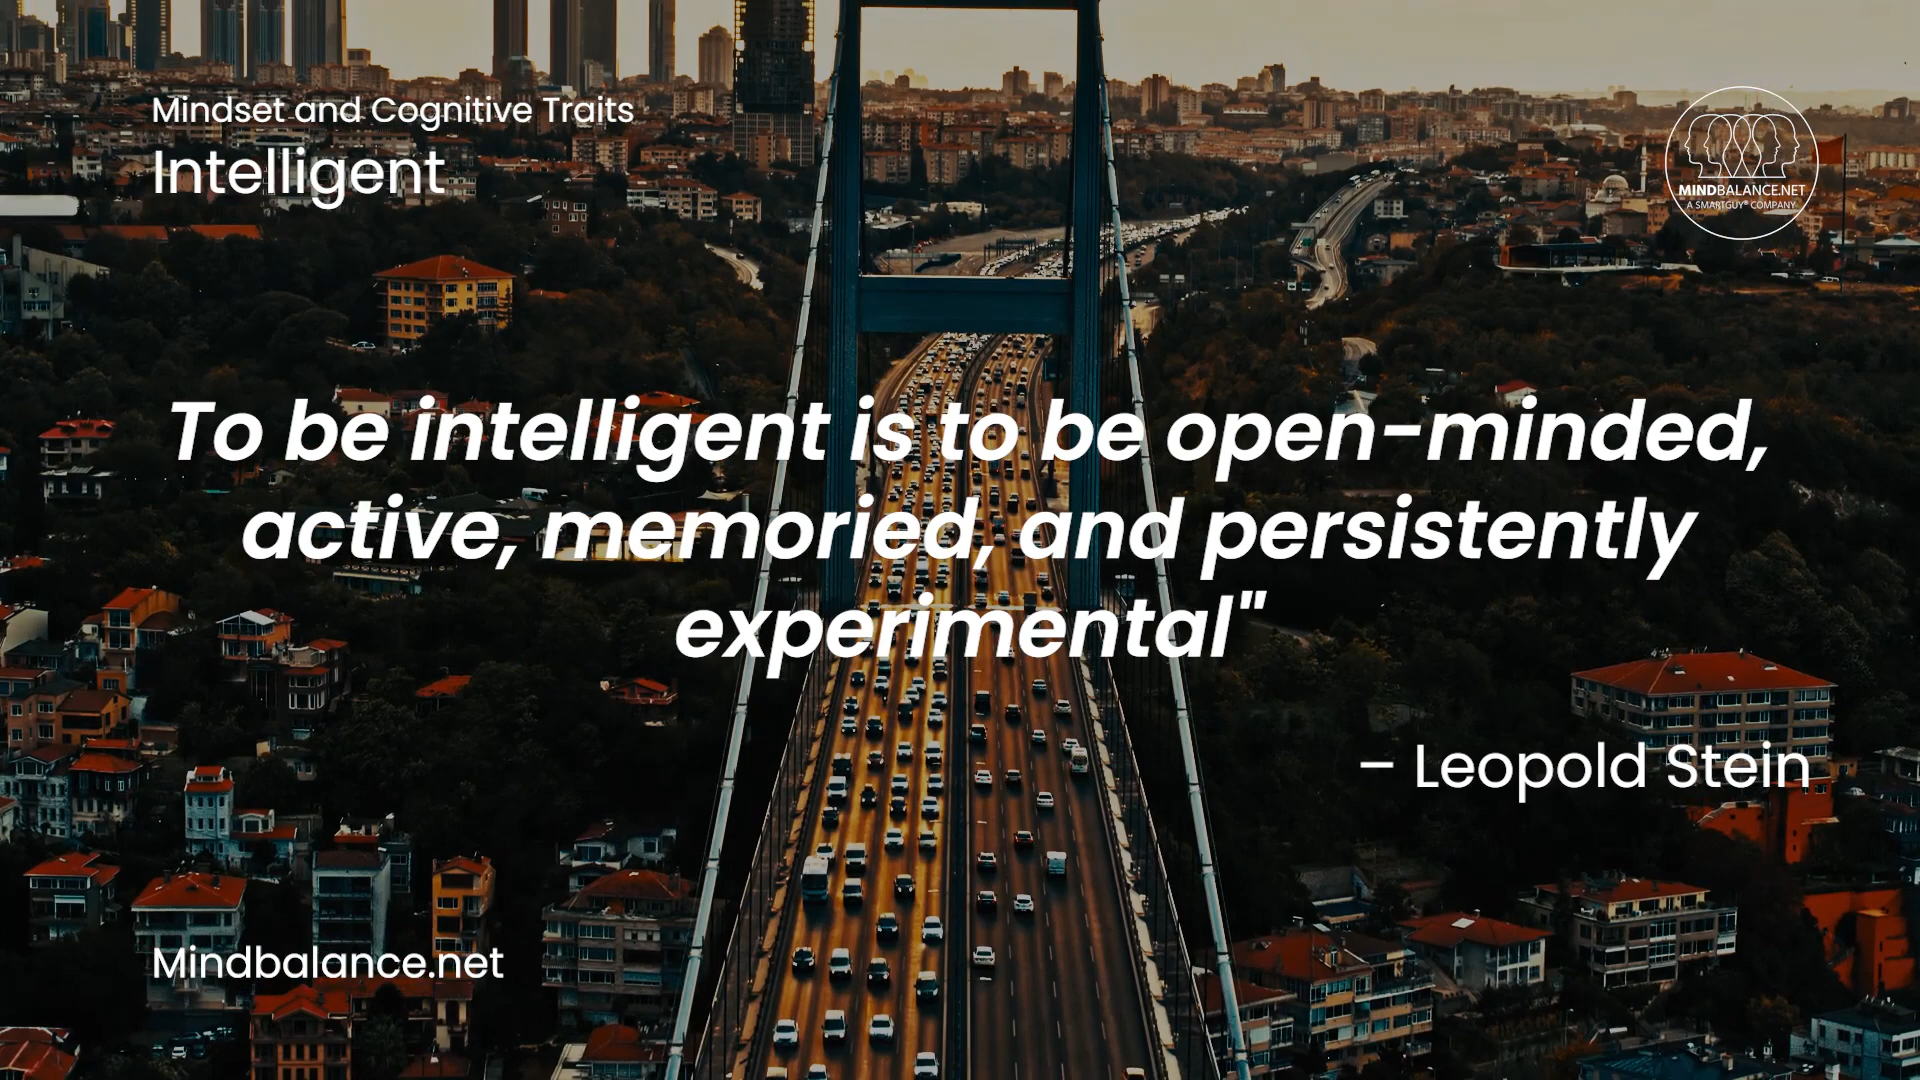 Mindset and Cognitive Traits
Intelligent
MINDBALANCE.NET
A SMARTGUY® COMPANY
To be intelligent is to be open-minded,
active, memoried, and persistently
experimental"
– Leopold Stein
Mindbalance.net